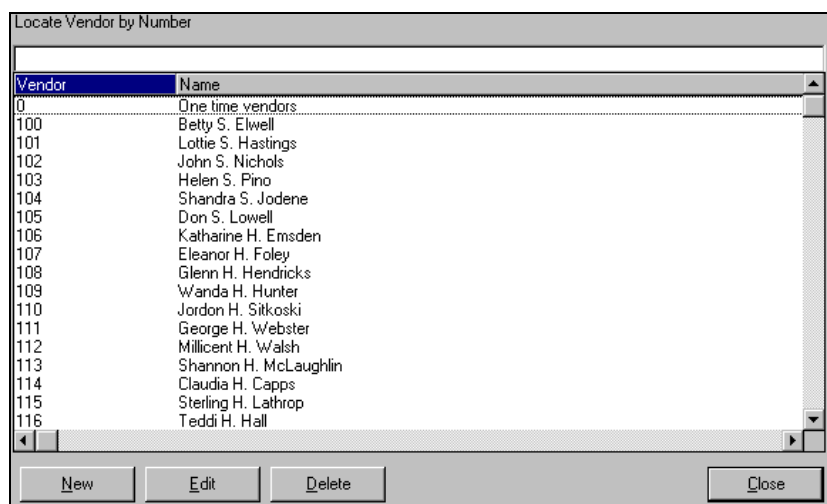 Locate Vendor by Number
Vendor Name
0 One time vendors
100 Betty S. Elwell
101 Lottie S. Hastings
102 John S. Nichols
103 Helen S. Pino
104 Shandra S. Jodene
105 Don S. Lowell
106 Katharine H. Emsden
107 Eleanor H. Foley
108 Glenn H. Hendricks
109 Wanda H. Hunter
110 Jordon H. Sitkoski
111 George H. Webster
112 Millicent H. Walsh
113 Shannon H. McLaughlin
114 Claudia H. Capps
115 Sterling H. Lathrop
116 Teddi H. Hall
New Edit Delete Close